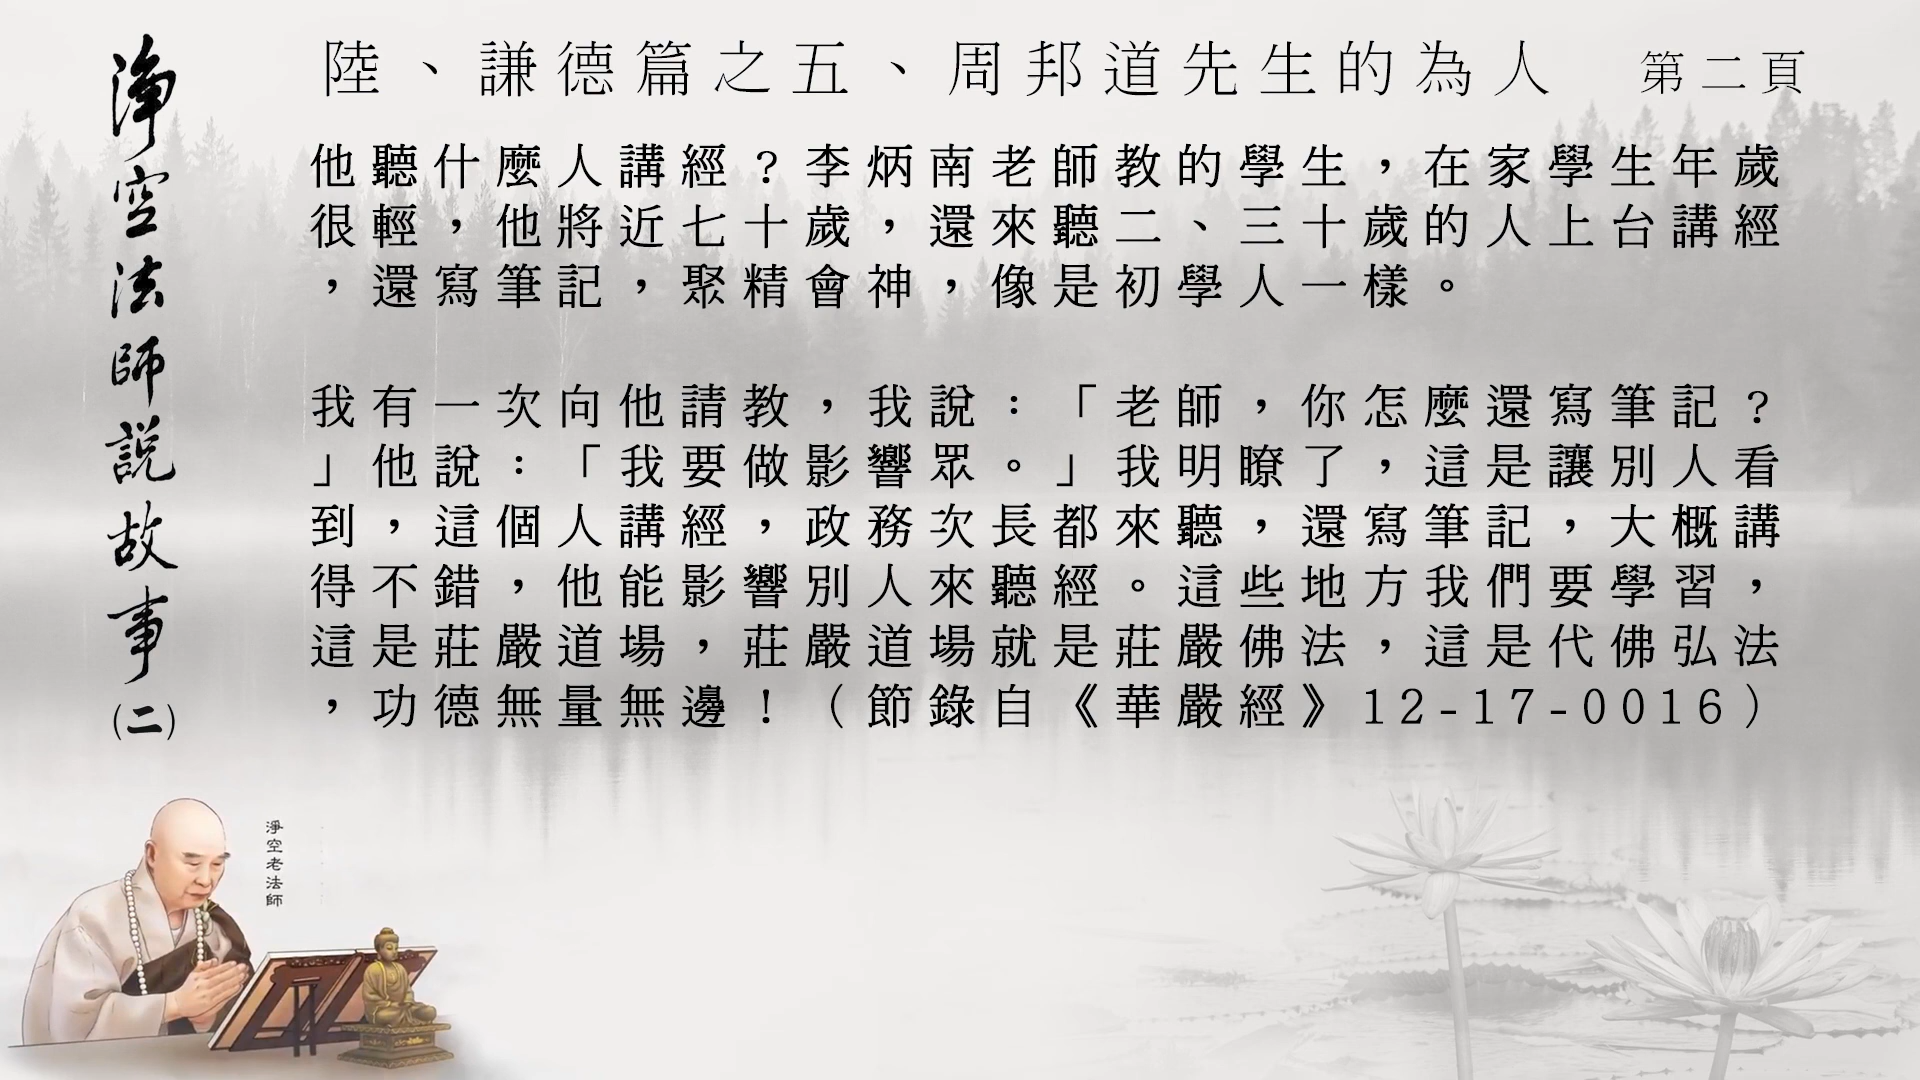 淨空法師説故事(二)
陸、謙德篇之五、周邦道先生的為人 第二頁
他聽什麼人講經?李炳南老師教的學生,在家學生年歲
很輕,他將近七十歲,還來聽二、三十歲的人上台講經
,還寫筆記,聚精會神,像是初學人一樣。
我有一次向他請教,我說:「老師,你怎麼還寫筆記?
」他說:「我要做影響眾。」我明瞭了,這是讓別人看
到,這個人講經,政務次長都來聽,還寫筆記,大概講
得不錯,他能影響別人來聽經。這些地方我們要學習,
這是莊嚴道場,莊嚴道場就是莊嚴佛法,這是代佛弘法
,功德無量無邊!(節錄自《華嚴經》12-17-0016)
淨空老法師